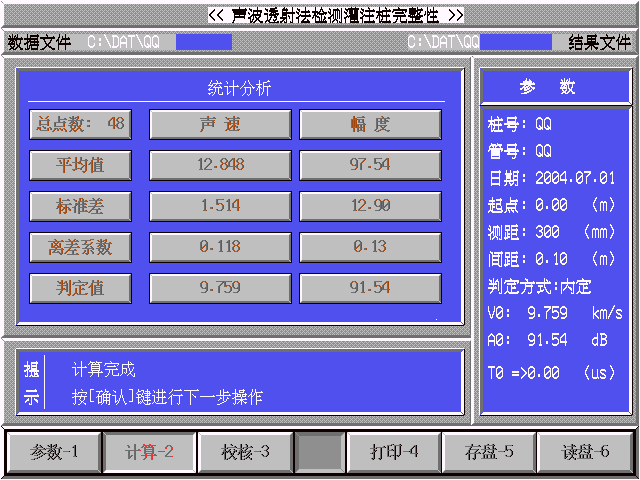 << 声波透射法检测灌注桩完整性 >>
数据文件 C:\DAT\QQ C:\DAT\QQ 结果文件
统计分析
总点数: 48 声 速 幅 度
平均值 12.848 97.54
标准差 1.514 12.90
离差系数 0.118 0.13
判定值 9.759 91.54
参 数
桩号: QQ
管号: QQ
日期: 2004.07.01
起点: 0.00 (m)
测距: 300 (mm)
间距: 0.10 (m)
判定方式:内定
V0: 9.759 km/s
A0: 91.54 dB
T0 =>0.00 (us)
提示
计算完成
按[确认]键进行下一步操作
参数-1 计算-2 校核-3 打印-4 存盘-5 读盘-6